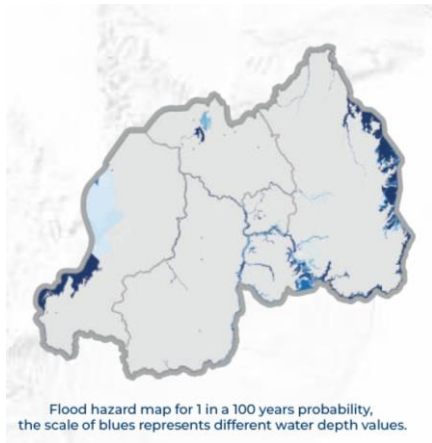 Flood hazard map for 1 in a 100 years probability,
the scale of blues represents different water depth values.